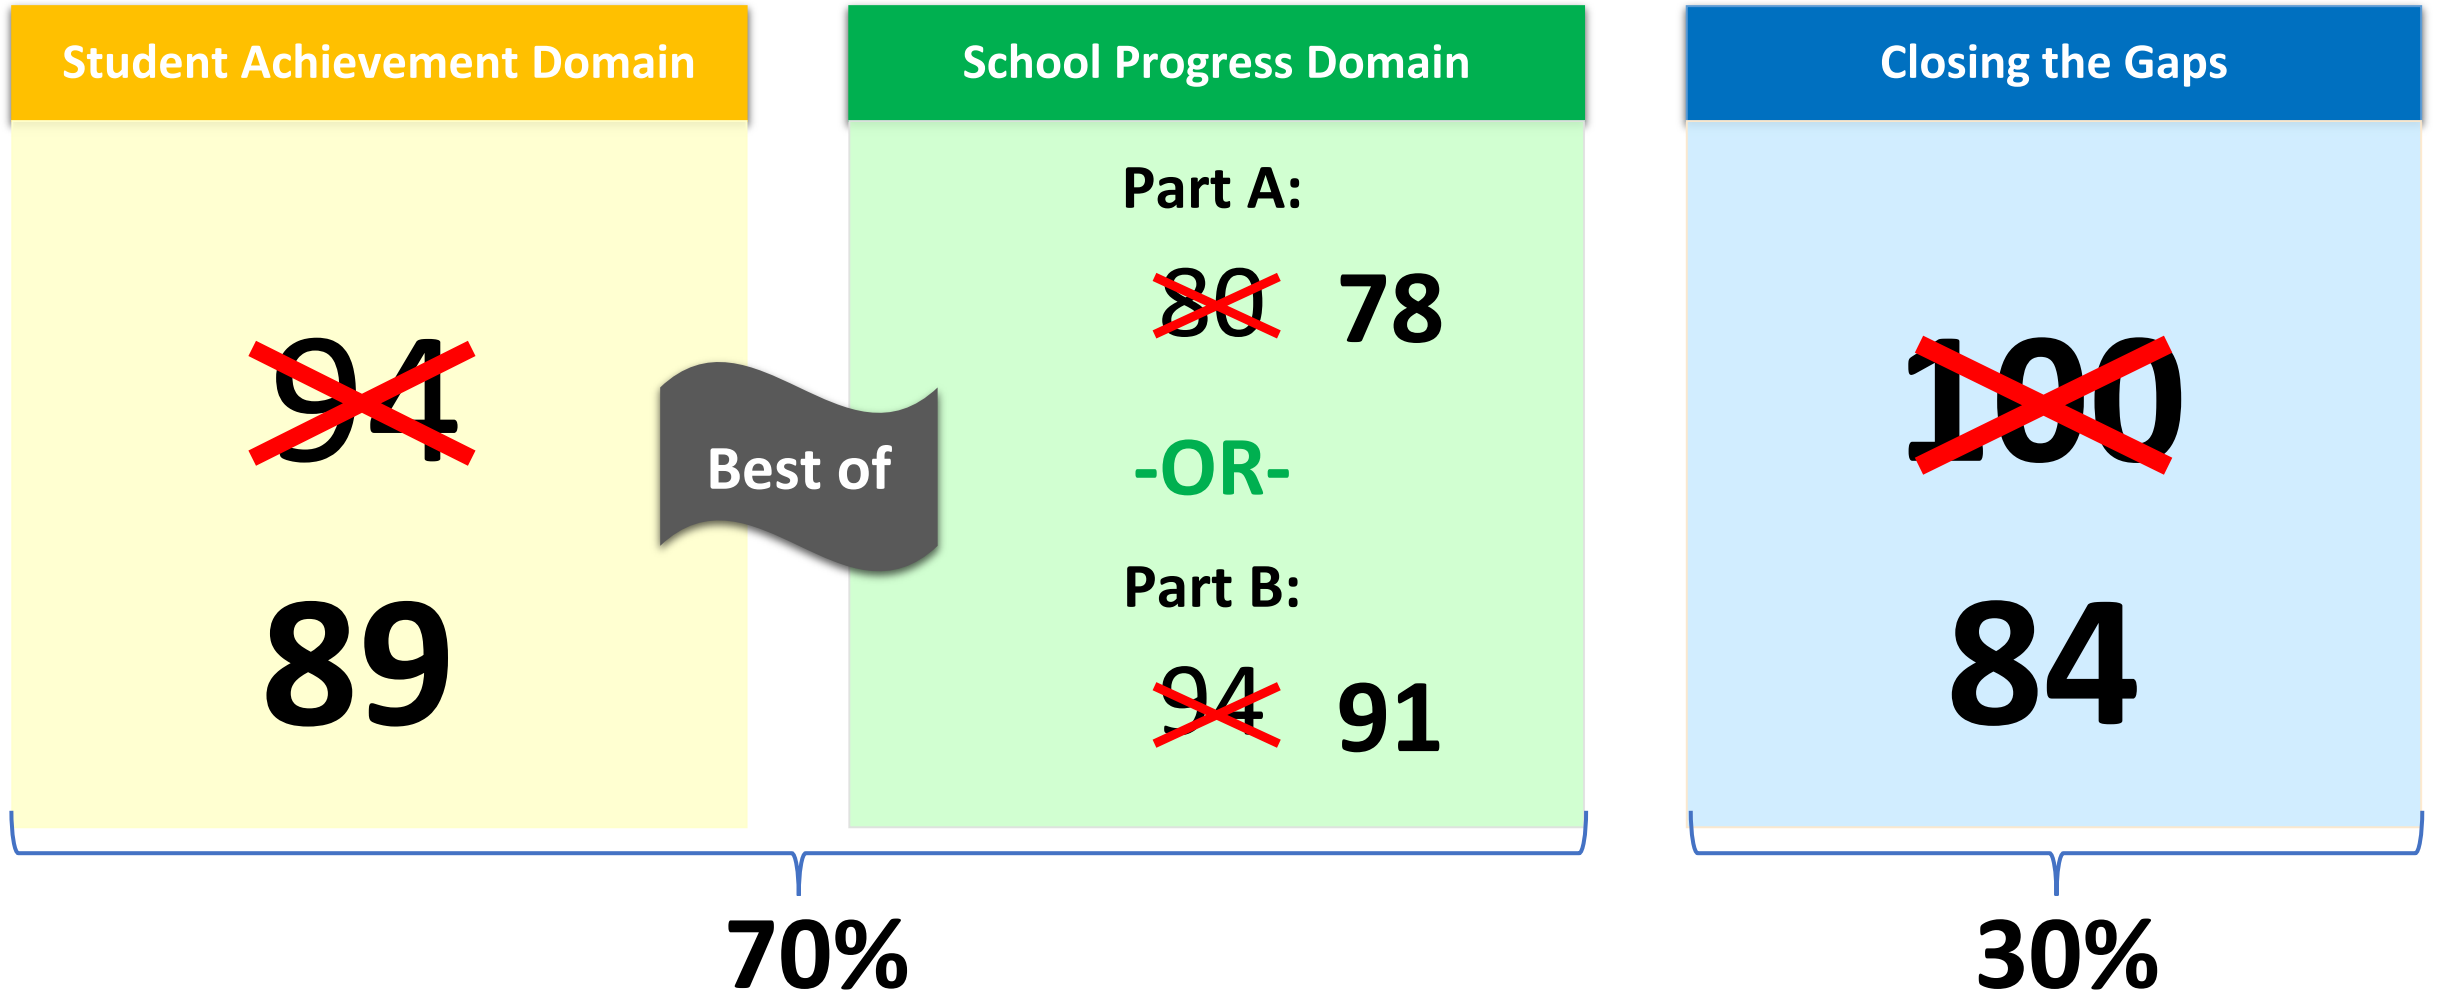 Student Achievement Domain
94
89
Best of
School Progress Domain
Part A:
80 78
-OR-
Part B:
94 91
Closing the Gaps
100
84
70%
30%